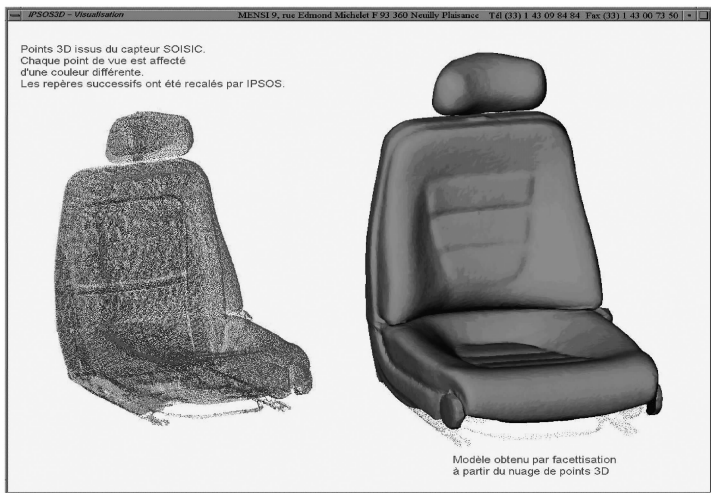 IPSOS3D – Visualisation MENSI 9, rue Edmond Michelet F 93 360 Neuilly Plaisance Tél (33) 1 43 09 84 84 Fax (33) 1 43 00 73 50
Points 3D issus du capteur SOISIC.
Chaque point de vue est affecté
d'une couleur différente.
Les repères successifs ont été recalés par IPSOS.
Modèle obtenu par facettisation
à partir du nuage de points 3D